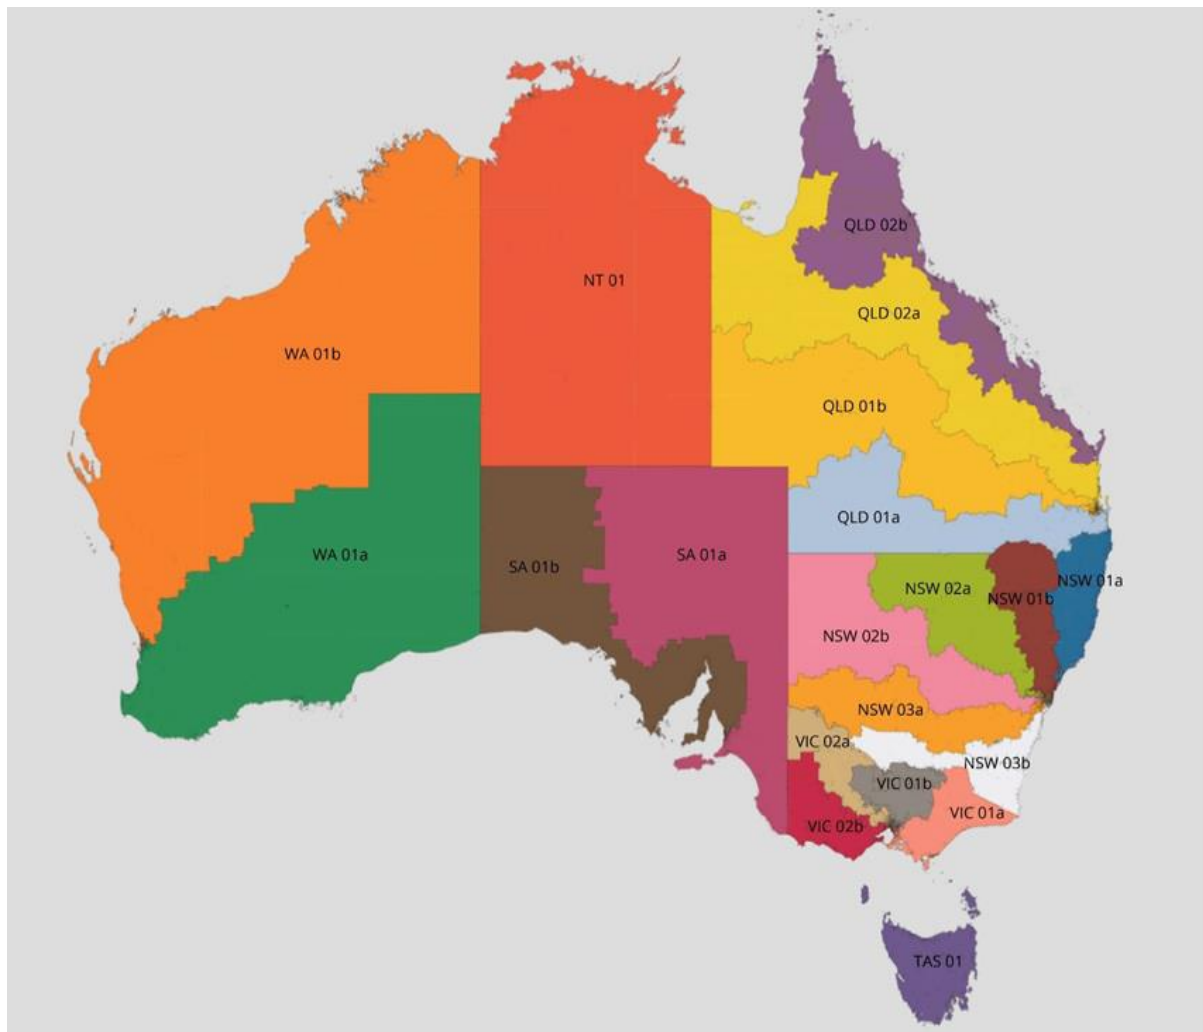 QLD 02b
NT 01
QLD 02a
WA 01b
QLD 01b
QLD 01a
WA 01a
SA 01a
SA 01b
NSW 01a
NSW 02a
NSW 01b
NSW 02b
NSW 03a
VIC 02a
NSW 03b
VIC 01b
VIC 01a
VIC 02b
TAS 01